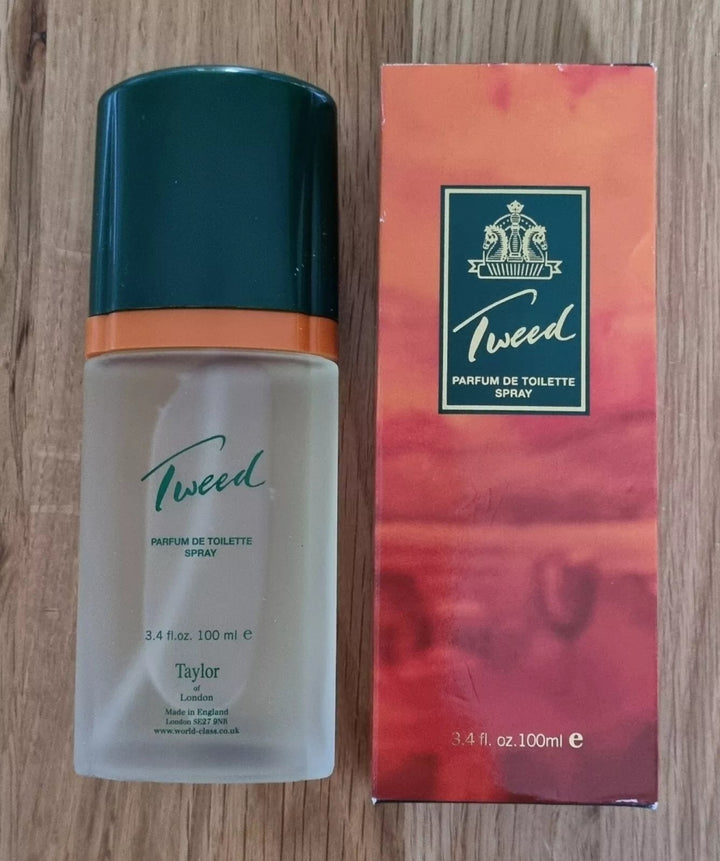 Tweed
PARFUM DE TOILETTE
SPRAY
3.4 fl.oz. 100 ml e
Taylor
of
London
Made in England
London SE27 9NR
www.world-class.co.uk
Tweed
PARFUM DE TOILETTE
SPRAY
3.4 fl. oz.100ml e